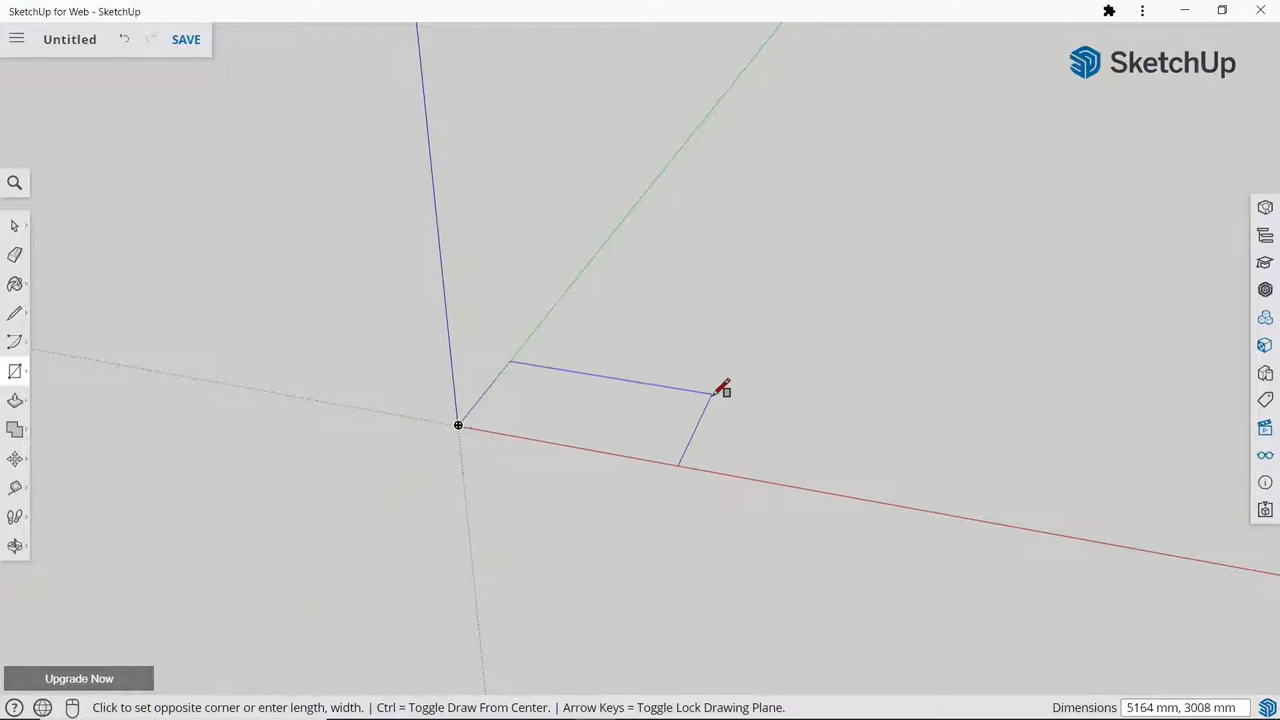 SketchUp for Web - SketchUp
Untitled
SAVE
SketchUp
Upgrade Now
Click to set opposite corner or enter length, width. | Ctrl = Toggle Draw From Center. | Arrow Keys = Toggle Lock Drawing Plane.
Dimensions 5164 mm, 3008 mm